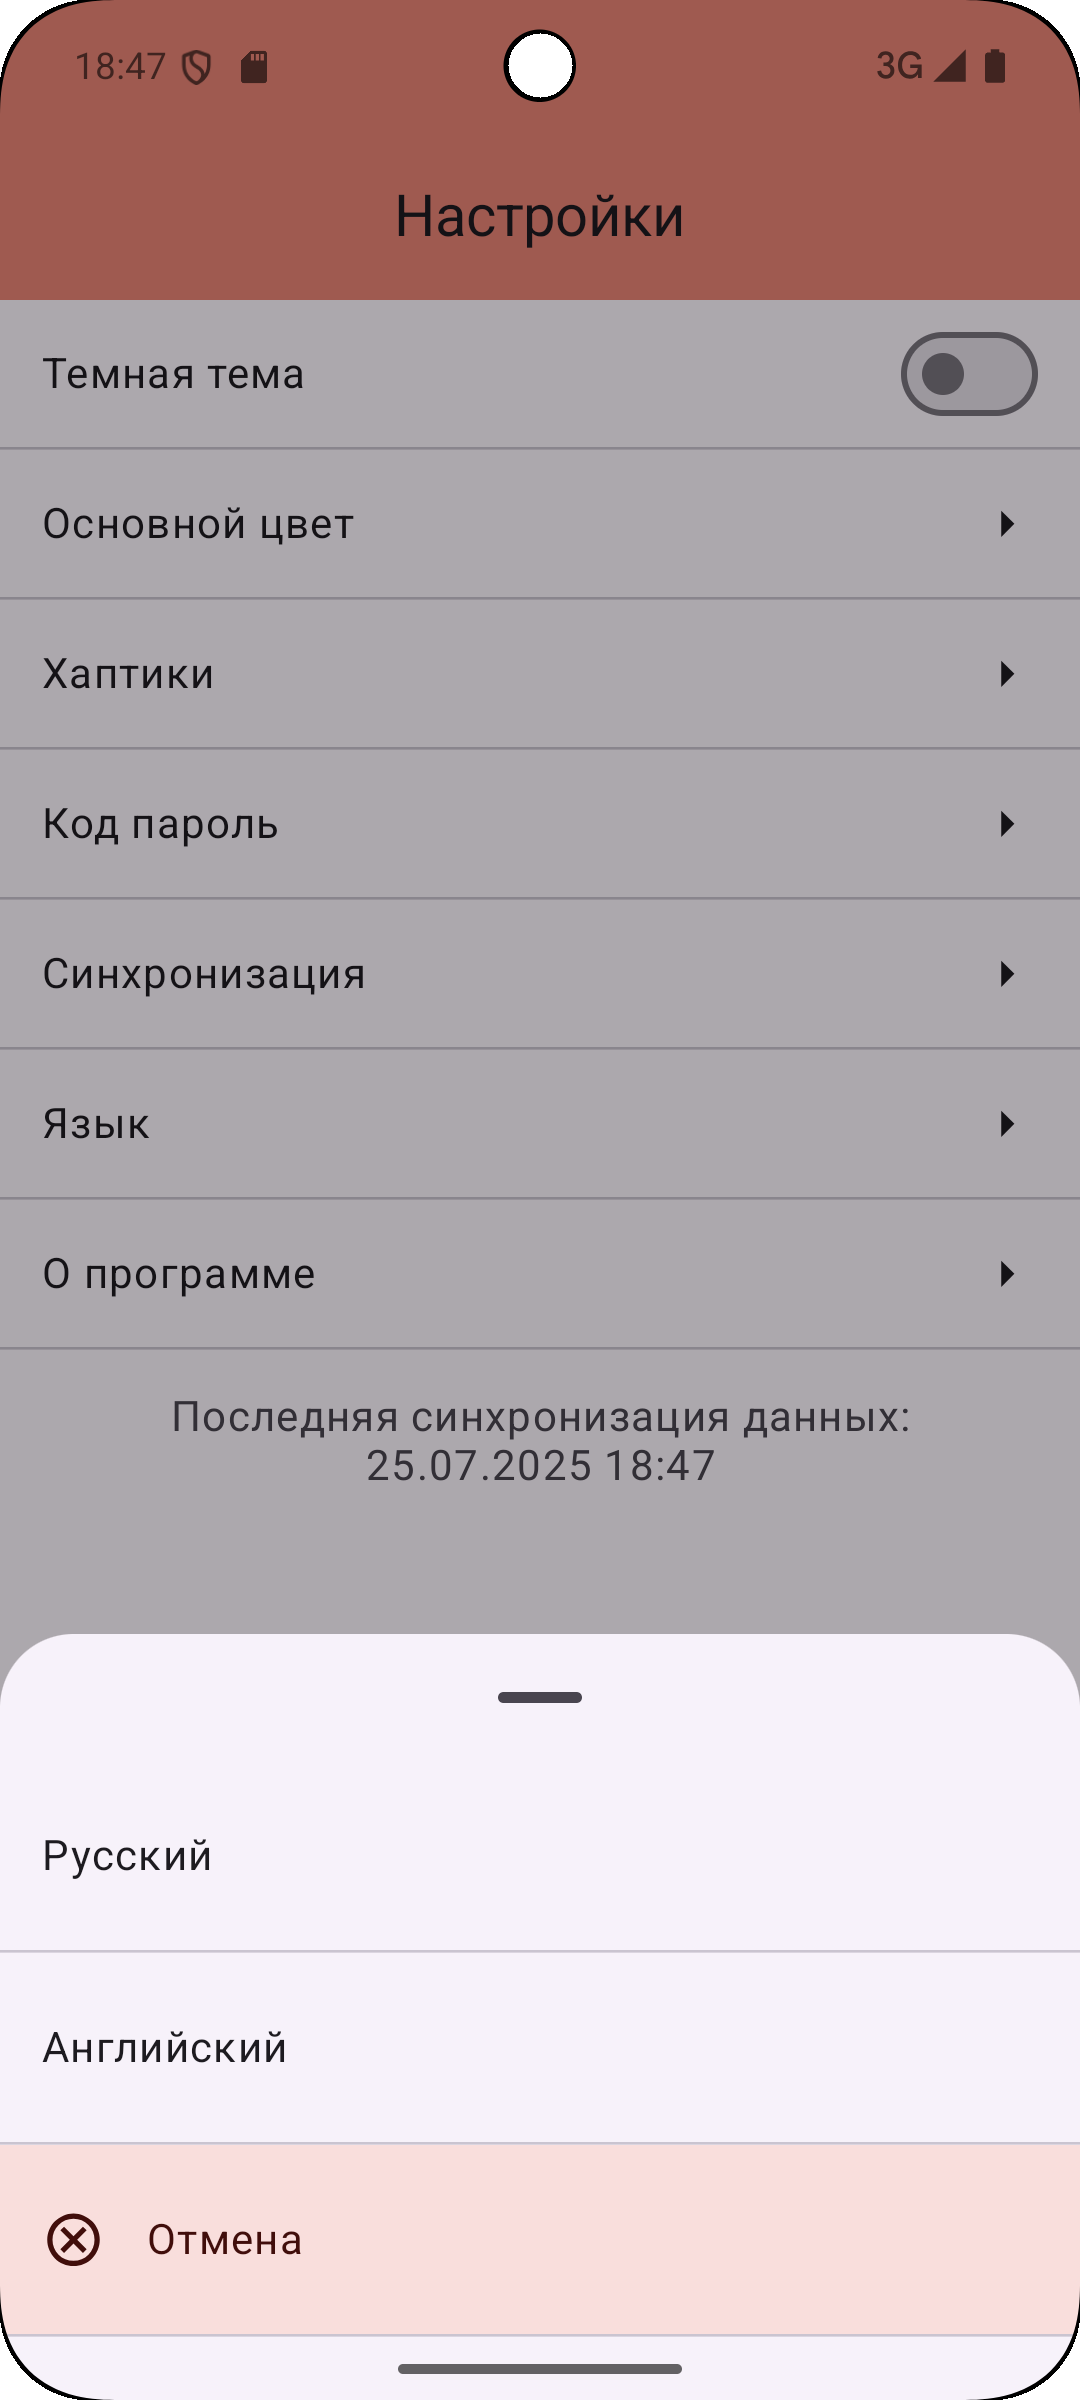 18:47
3G
Настройки
Темная тема
Основной цвет
Хаптики
Код пароль
Синхронизация
Язык
О программе
Последняя синхронизация данных:
25.07.2025 18:47
Русский
Английский
Отмена